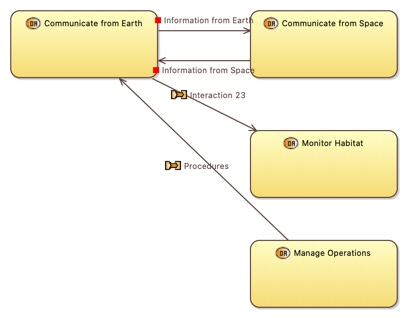 OA Communicate from Earth
Information from Earth
OA Communicate from Space
Information from Space
Interaction 23
OA Monitor Habitat
Procedures
OA Manage Operations